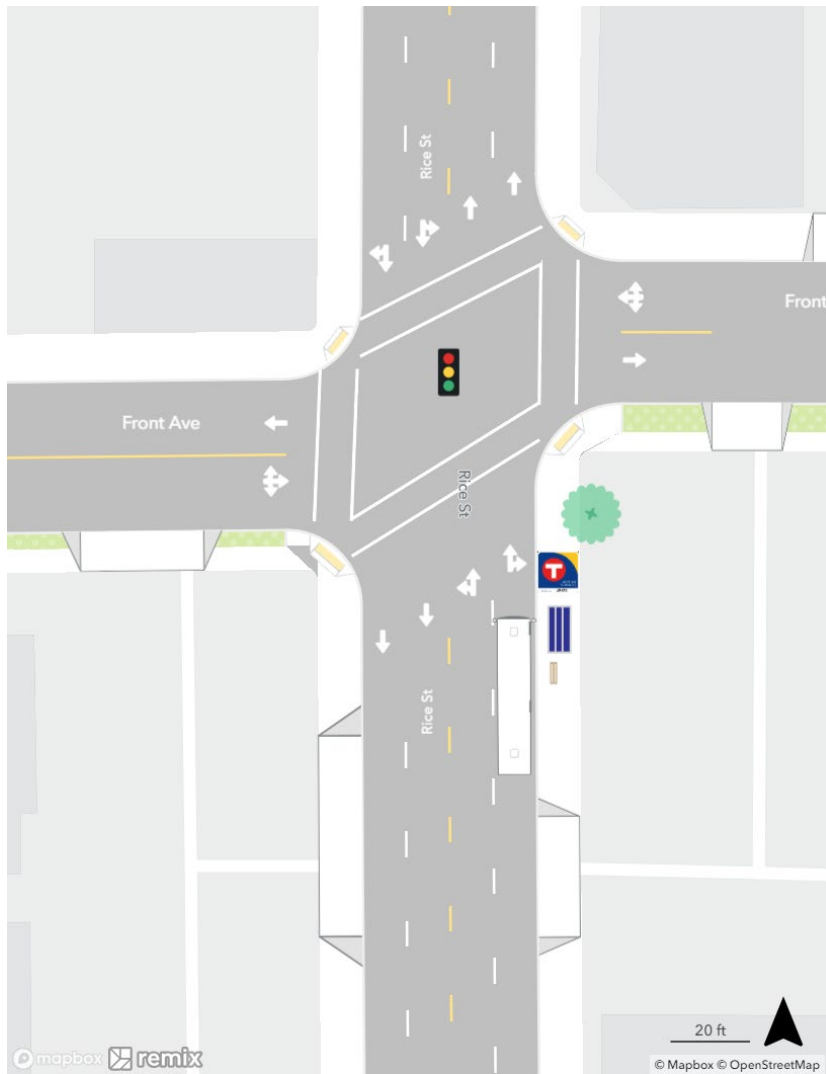 Rice St
Front
Front Ave
Rice St
T
Rice St
20 ft
mapbox remix
© Mapbox © OpenStreetMap